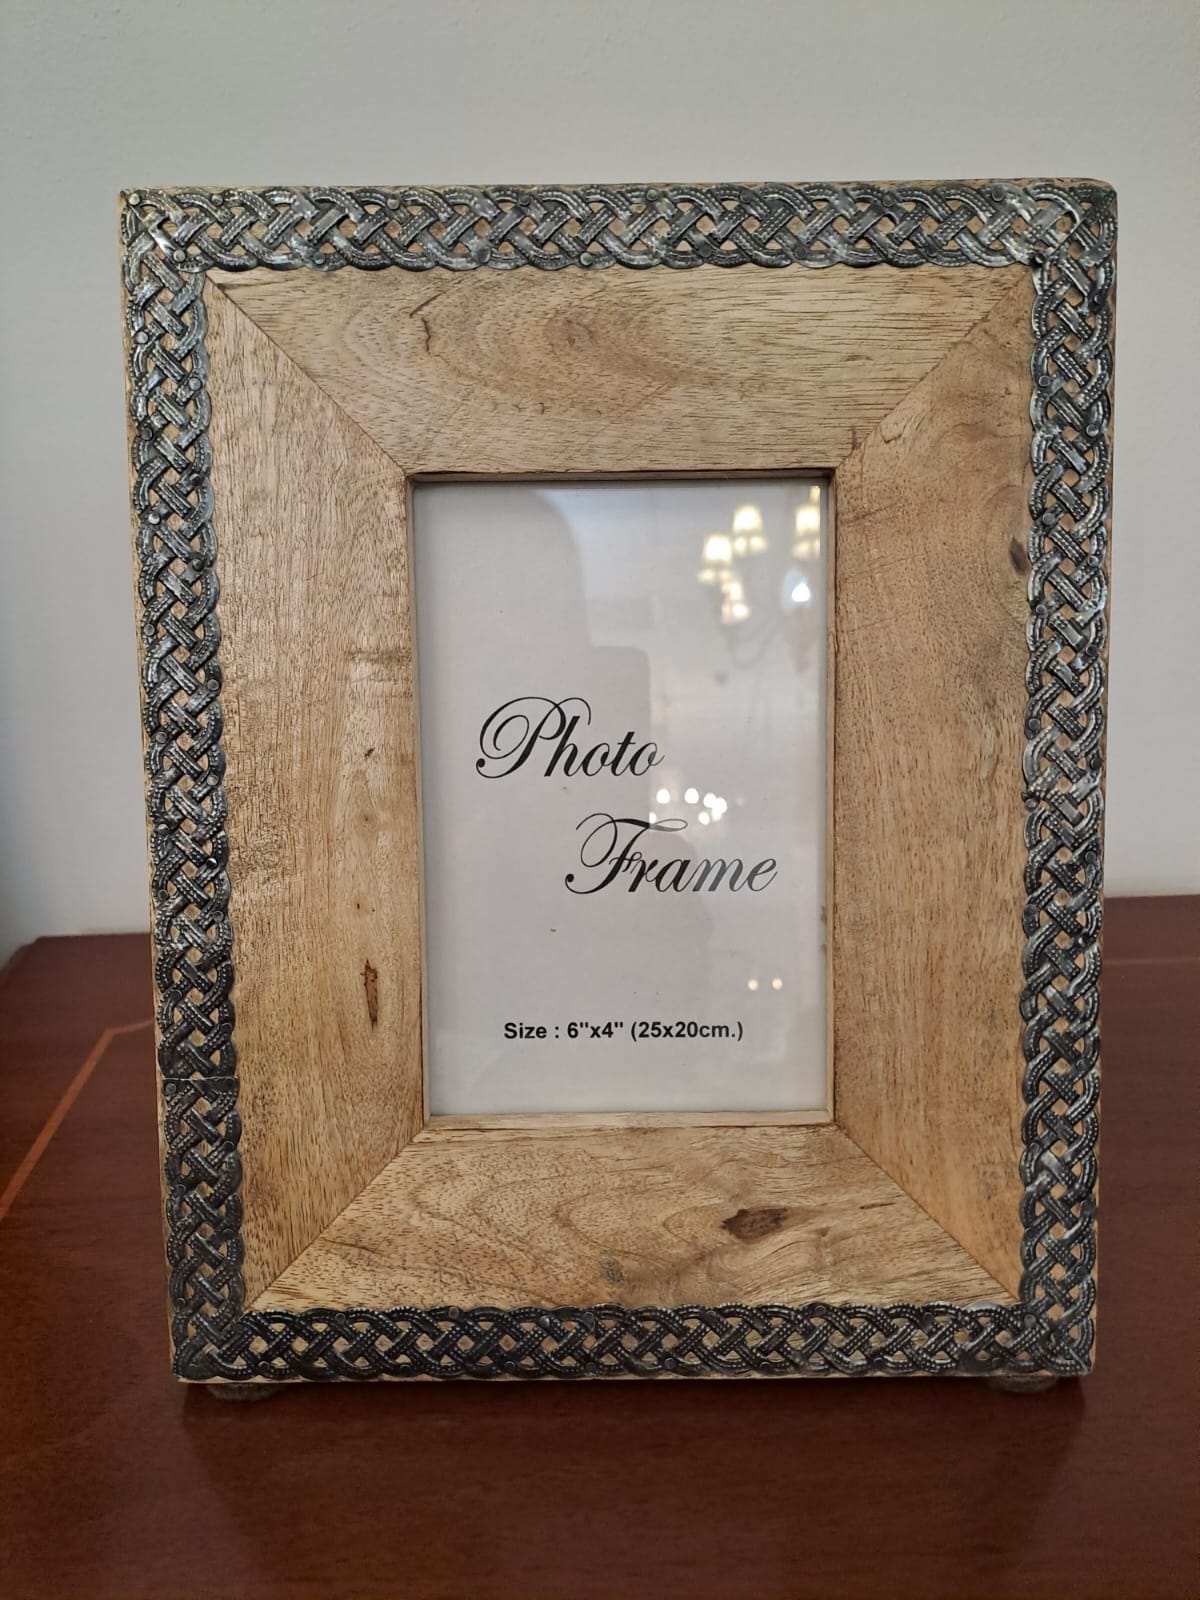 Photo
Frame
Size : 6"x4" (25x20cm.)